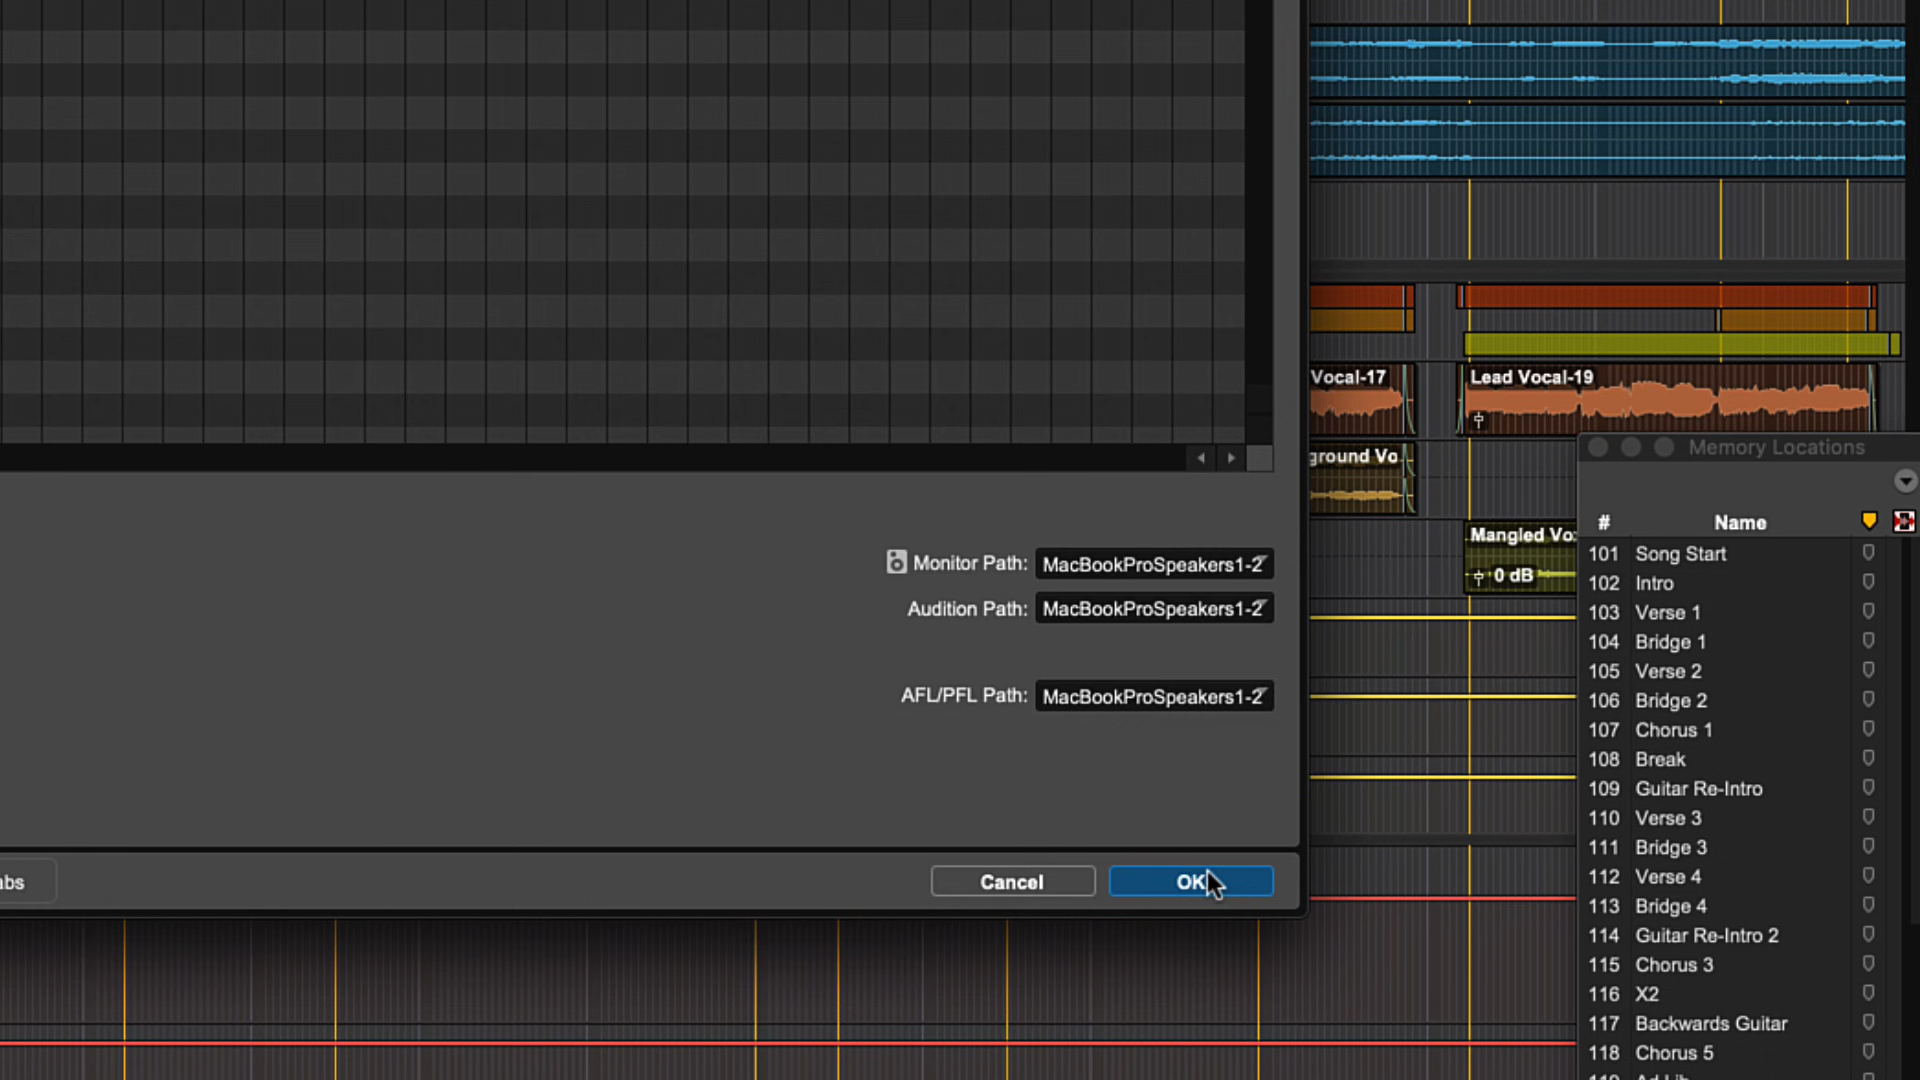 Vocal-17
Lead Vocal-19
ground Vo
Mangled Vo
0 dB
Monitor Path: MacBookProSpeakers1-2
Audition Path: MacBookProSpeakers1-2
AFL/PFL Path: MacBookProSpeakers1-2
abs
Cancel
OK
Memory Locations
# Name
101 Song Start
102 Intro
103 Verse 1
104 Bridge 1
105 Verse 2
106 Bridge 2
107 Chorus 1
108 Break
109 Guitar Re-Intro
110 Verse 3
111 Bridge 3
112 Verse 4
113 Bridge 4
114 Guitar Re-Intro 2
115 Chorus 3
116 X2
117 Backwards Guitar
118 Chorus 5